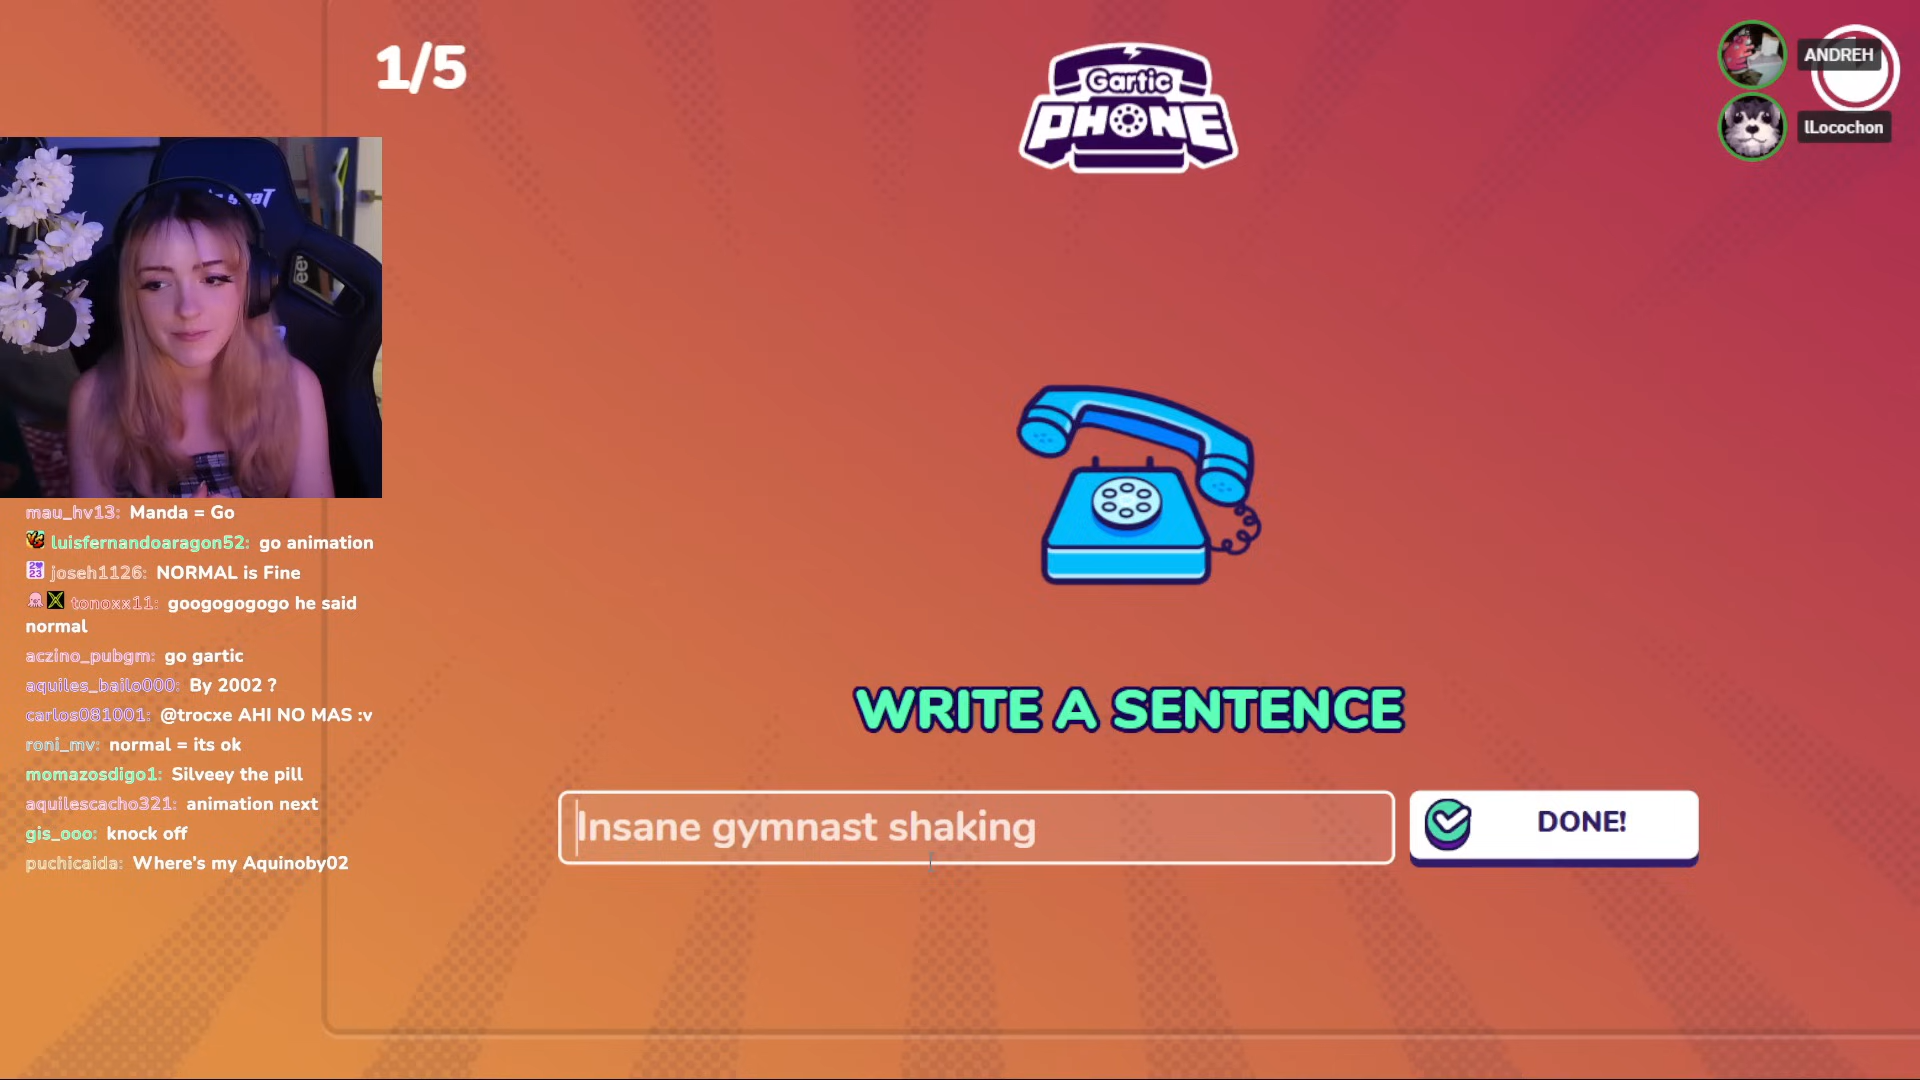 1/5
Gartic
PHONE
ANDREH
lLocochon
mau_hv13: Manda = Go
luisfernandoaragon52: go animation
joseh1126: NORMAL is Fine
tonoxx11: googogogogo he said
normal
aczino_pubgm: go gartic
aquiles_bailo000: By 2002 ?
carlos081001: @trocxe AHI NO MAS :v
roni_mv: normal = its ok
momazosdigo1: Silveey the pill
aquilescacho321: animation next
gis_ooo: knock off
puchicaida: Where's my Aquinoby02
WRITE A SENTENCE
Insane gymnast shaking
DONE!